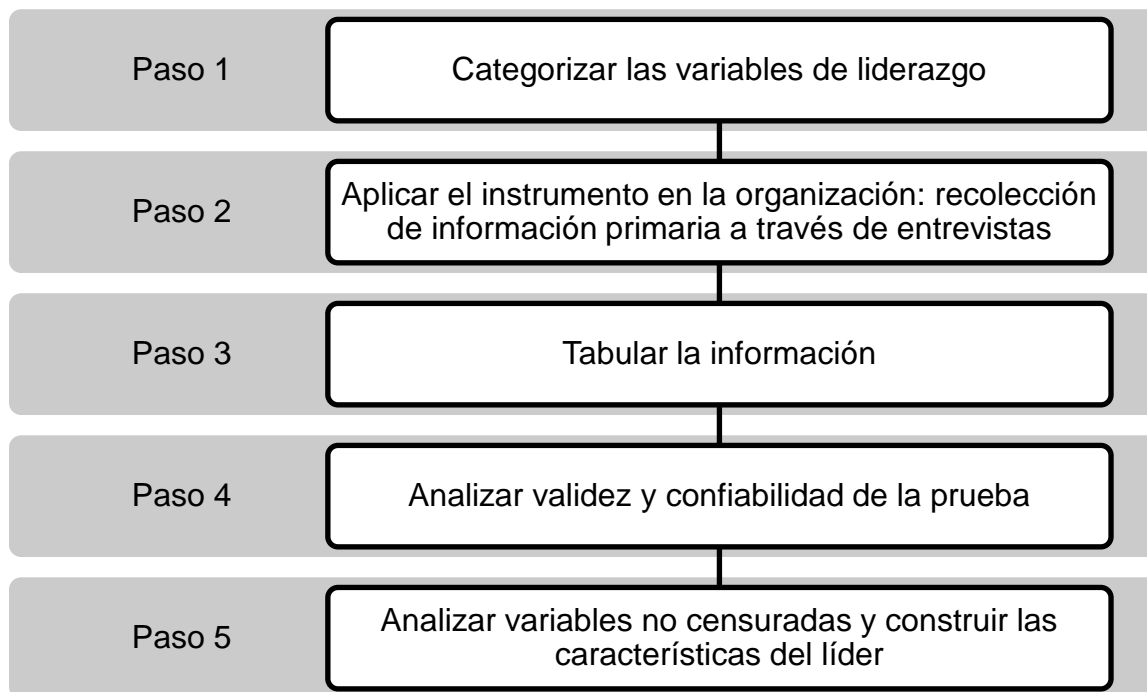 Paso 1
Categorizar las variables de liderazgo
Paso 2
Aplicar el instrumento en la organización: recolección
de información primaria a través de entrevistas
Paso 3
Tabular la información
Paso 4
Analizar validez y confiabilidad de la prueba
Paso 5
Analizar variables no censuradas y construir las
características del líder